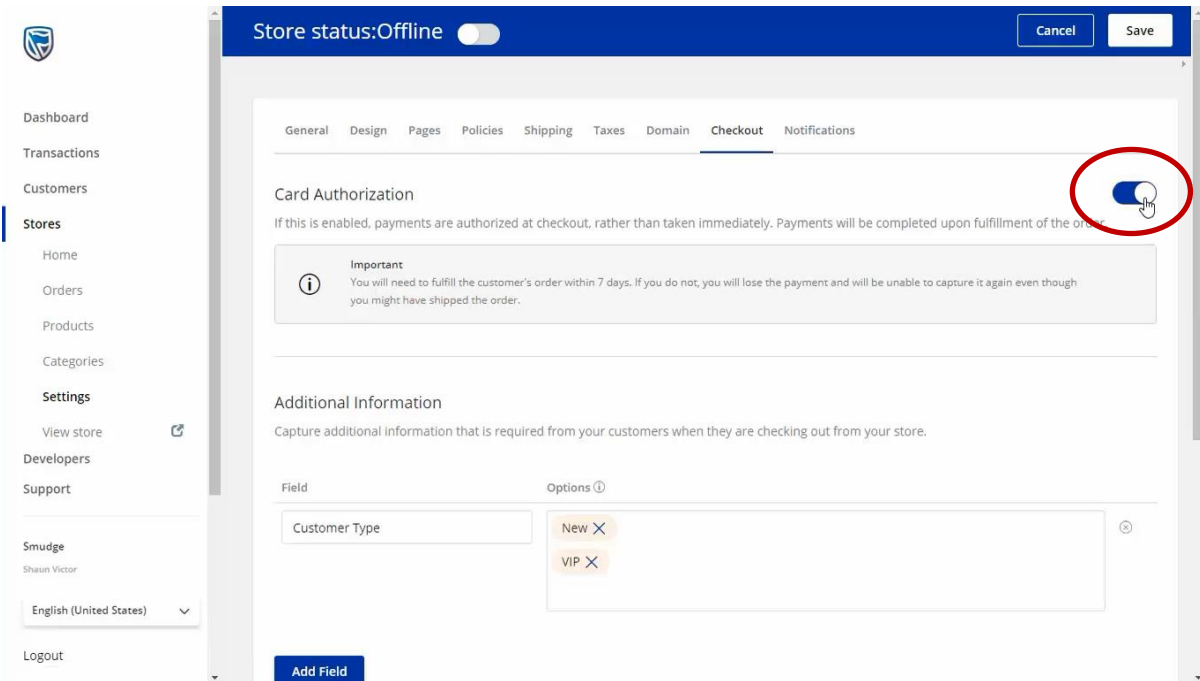 Store status:Offline
Cancel
Save
Dashboard
Transactions
Customers
Stores
Home
Orders
Products
Categories
Settings
View store
Developers
Support
Smudge
Shaun Victor
English (United States)
Logout
General Design Pages Policies Shipping Taxes Domain Checkout Notifications
Card Authorization
If this is enabled, payments are authorized at checkout, rather than taken immediately. Payments will be completed upon fulfillment of the order.
Important
You will need to fulfill the customer's order within 7 days. If you do not, you will lose the payment and will be unable to capture it again even though
you might have shipped the order.
Additional Information
Capture additional information that is required from your customers when they are checking out from your store.
Field Options
Customer Type
New
VIP
Add Field